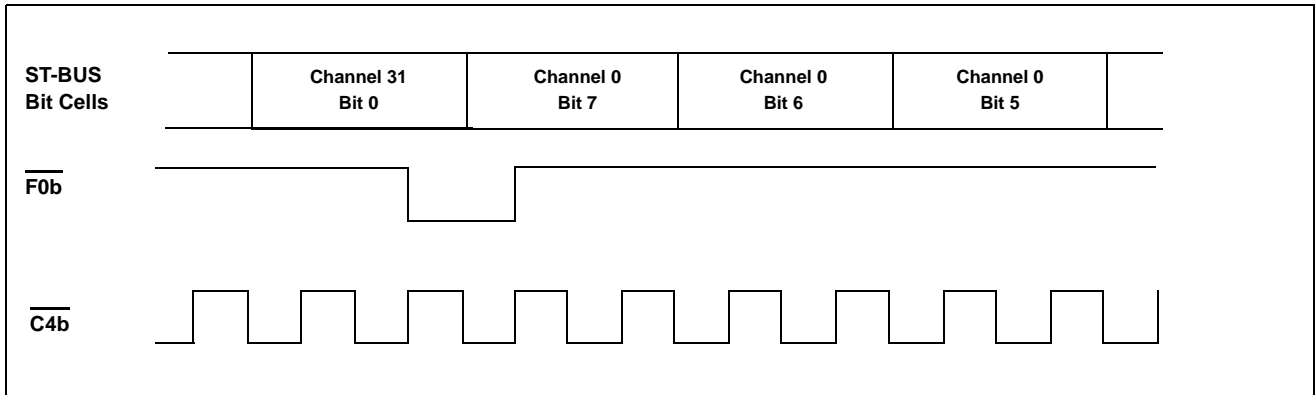 ST-BUS
Bit Cells
Channel 31
Bit 0
Channel 0
Bit 7
Channel 0
Bit 6
Channel 0
Bit 5
F0b
C4b